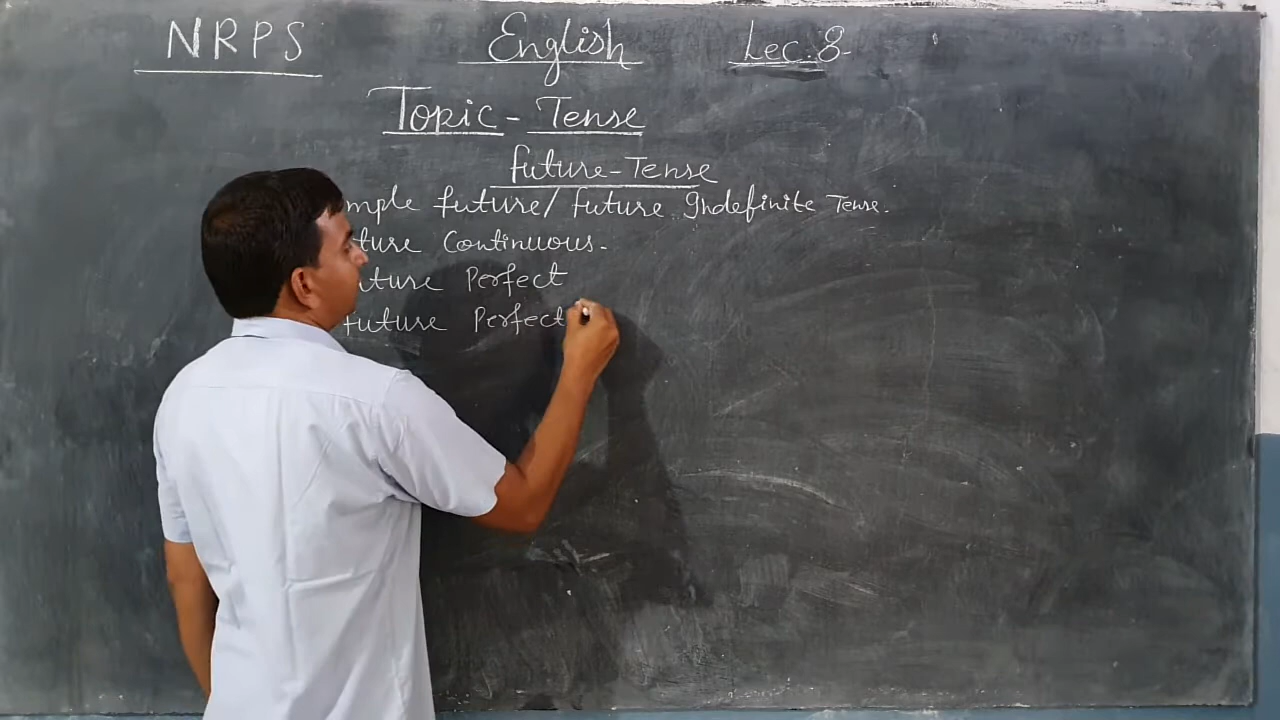 NRPS English Lec. 8
Topic - Tense
Future-Tense
mple future/ future Indefinite Tense.
ture Continuous.
uture Perfect
future Perfect